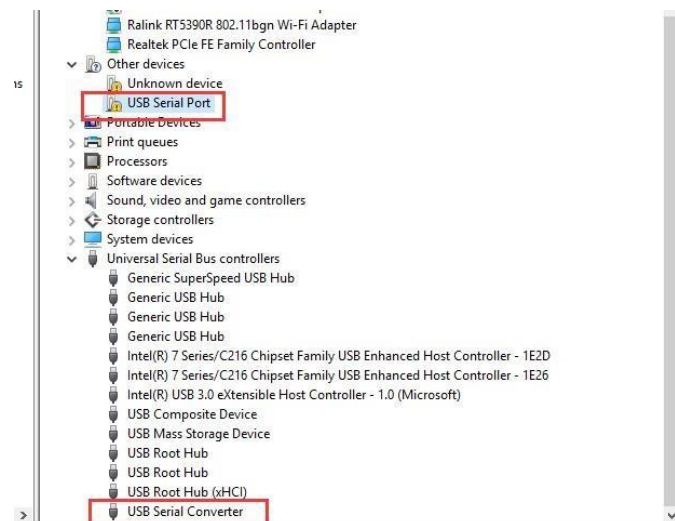 Ralink RT5390R 802.11bgn Wi-Fi Adapter
Realtek PCIe FE Family Controller
Other devices
Unknown device
USB Serial Port
Portable Devices
Print queues
Processors
Software devices
Sound, video and game controllers
Storage controllers
System devices
Universal Serial Bus controllers
Generic SuperSpeed USB Hub
Generic USB Hub
Generic USB Hub
Generic USB Hub
Intel(R) 7 Series/C216 Chipset Family USB Enhanced Host Controller - 1E2D
Intel(R) 7 Series/C216 Chipset Family USB Enhanced Host Controller - 1E26
Intel(R) USB 3.0 eXtensible Host Controller - 1.0 (Microsoft)
USB Composite Device
USB Mass Storage Device
USB Root Hub
USB Root Hub
USB Root Hub (xHCI)
USB Serial Converter